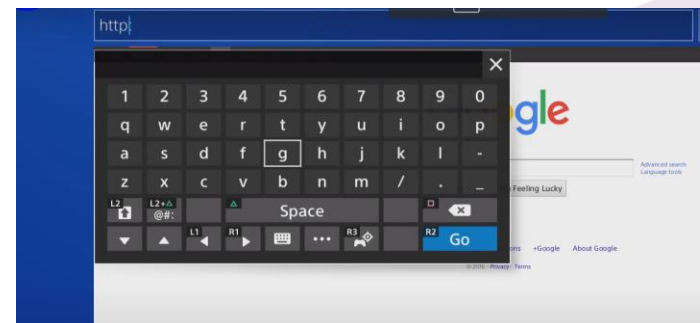 http:
1 2 3 4 5 6 7 8 9 0
q w e r t y u i o p
gle
a s d f g h j k l -
Advanced search
Language tools
z x c v b n m / . _
Feeling Lucky
L2 L2+△ @#: △ Space □
L1 R1 ... R3 R2 Go
ons +Google About Google
© 2016 - Privacy - Terms